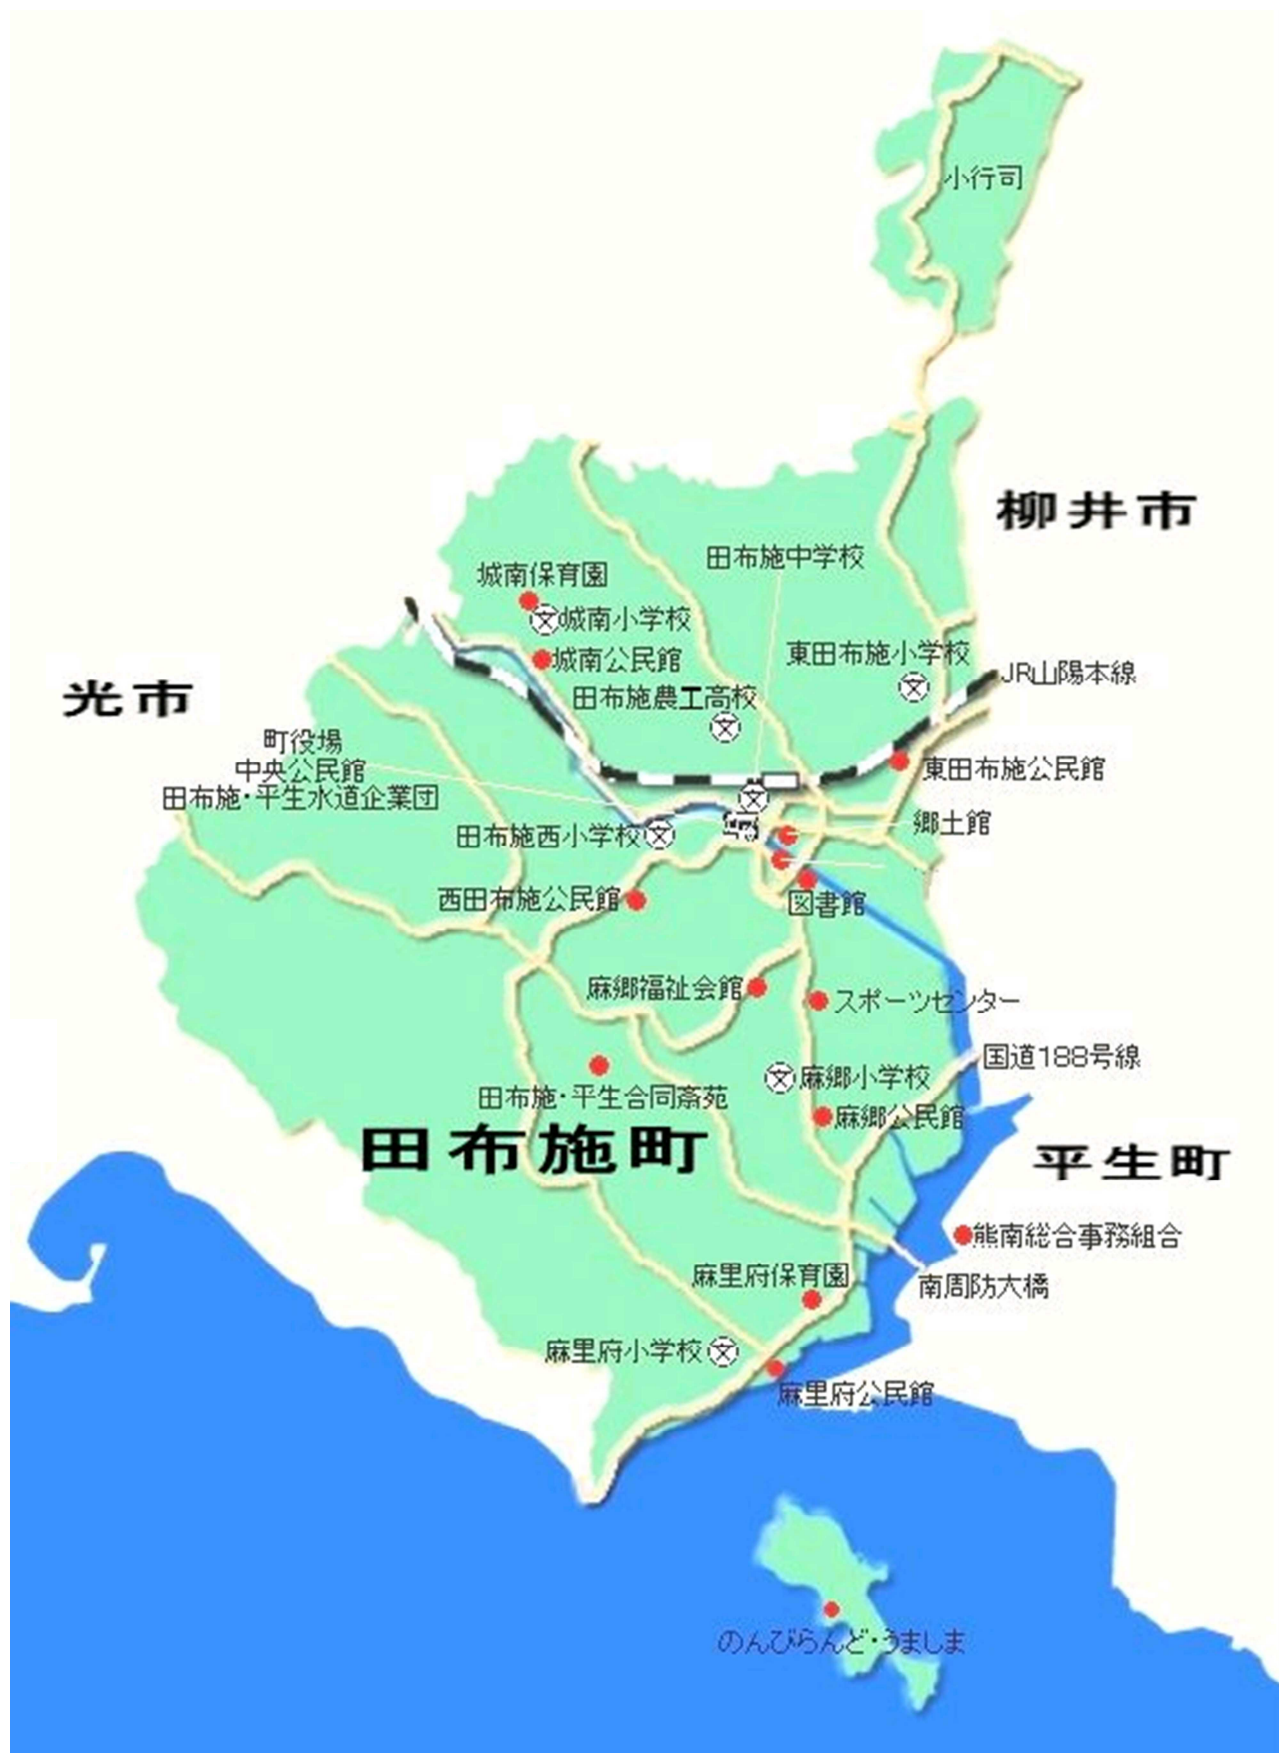 小行司
柳井市
田布施中学校
城南保育園
城南小学校
東田布施小学校
城南公民館
JR山陽本線
田布施農工高校
光市
町役場
中央公民館
田布施・平生水道企業団
東田布施公民館
郷土館
田布施西小学校
西田布施公民館
図書館
麻郷福祉会館
スポーツセンター
国道188号線
麻郷小学校
田布施・平生合同斎苑
麻郷公民館
田布施町
平生町
熊南総合事務組合
麻里府保育園
南周防大橋
麻里府小学校
麻里府公民館
のんびらんど・うましま